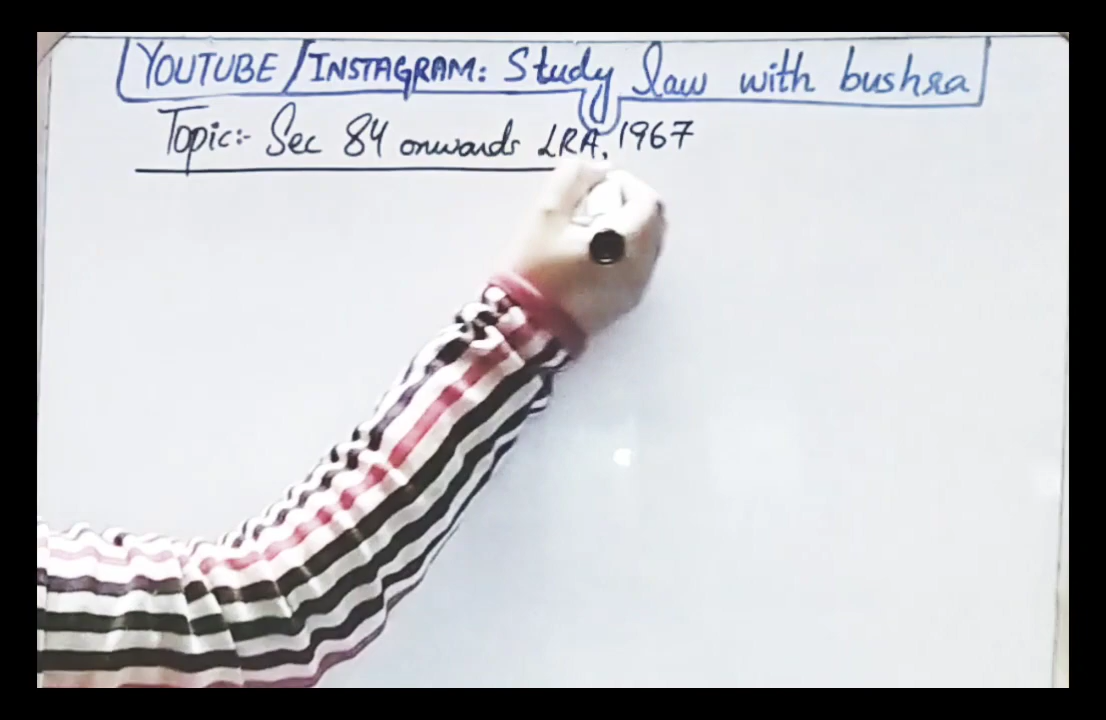 YOUTUBE/INSTAGRAM: Study law with bushra
Topic:- Sec 84 onwards LRA, 1967